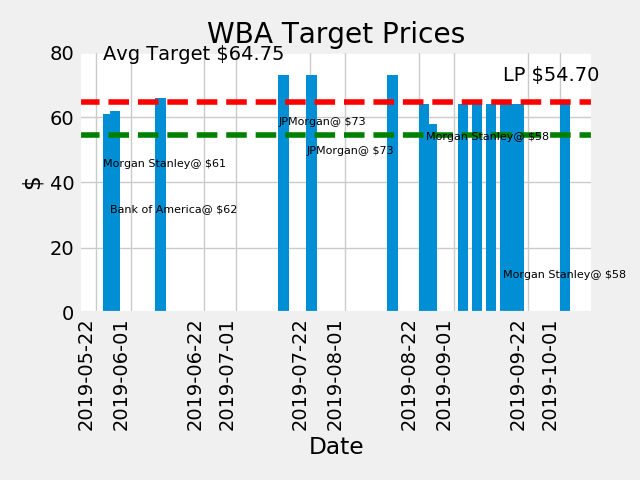 WBA Target Prices
Avg Target $64.75
LP $54.70
JPMorgan@ $73
Morgan Stanley@ $58
JPMorgan@ $73
Morgan Stanley@ $61
Bank of America@ $62
Morgan Stanley@ $58
80
60
40
20
0
$
2019-05-22
2019-06-01
2019-06-22
2019-07-01
2019-07-22
2019-08-01
2019-08-22
2019-09-01
2019-09-22
2019-10-01
Date